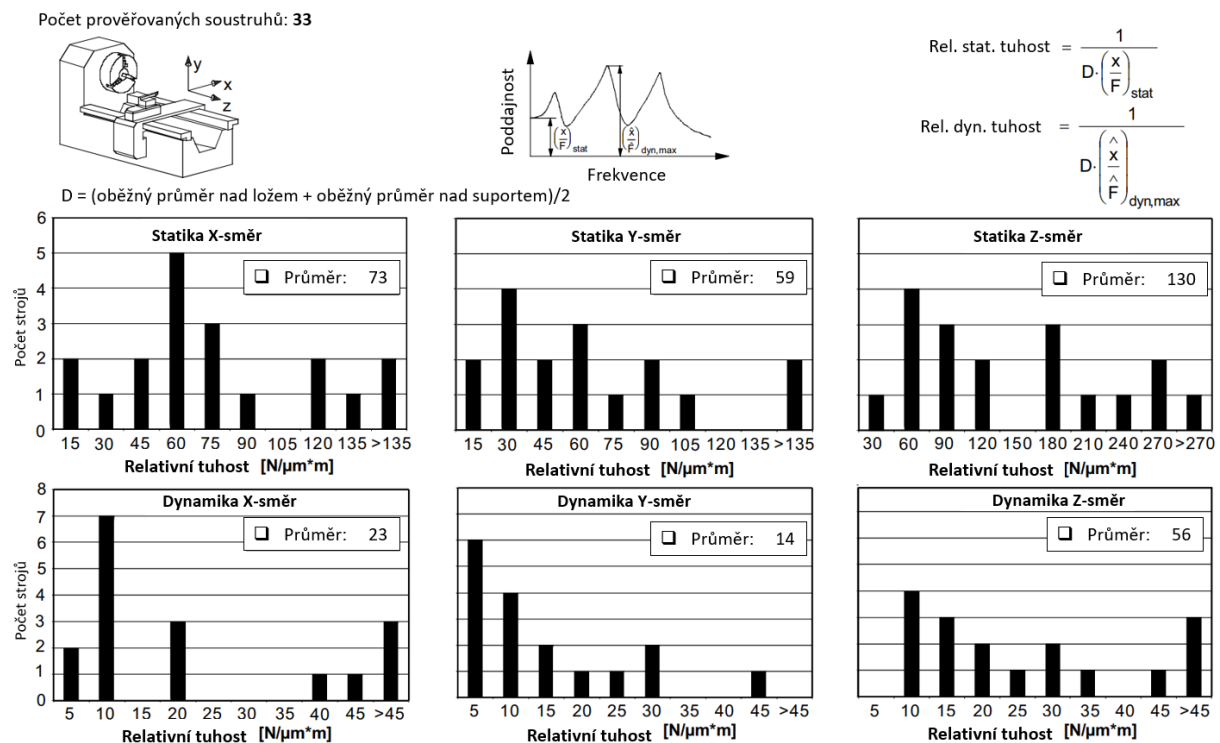 Počet prověřovaných soustruhů: 33
y
x
z
Poddajnost
(x/F)stat
(x̂/F̂)dyn,max
Frekvence
Rel. stat. tuhost = 1 / D·(x/F)stat
Rel. dyn. tuhost = 1 / D·(x̂/F̂)dyn,max
D = (oběžný průměr nad ložem + oběžný průměr nad suportem)/2
Statika X-směr
❑ Průměr: 73
Počet strojů
6
5
4
3
2
1
0
15 30 45 60 75 90 105 120 135 >135
Relativní tuhost [N/µm*m]
Statika Y-směr
❑ Průměr: 59
15 30 45 60 75 90 105 120 135 >135
Relativní tuhost [N/µm*m]
Statika Z-směr
❑ Průměr: 130
30 60 90 120 150 180 210 240 270 >270
Relativní tuhost [N/µm*m]
Dynamika X-směr
❑ Průměr: 23
Počet strojů
8
7
6
5
4
3
2
1
0
5 10 15 20 25 30 35 40 45 >45
Relativní tuhost [N/µm*m]
Dynamika Y-směr
❑ Průměr: 14
5 10 15 20 25 30 35 40 45 >45
Relativní tuhost [N/µm*m]
Dynamika Z-směr
❑ Průměr: 56
5 10 15 20 25 30 35 40 45 >45
Relativní tuhost [N/µm*m]